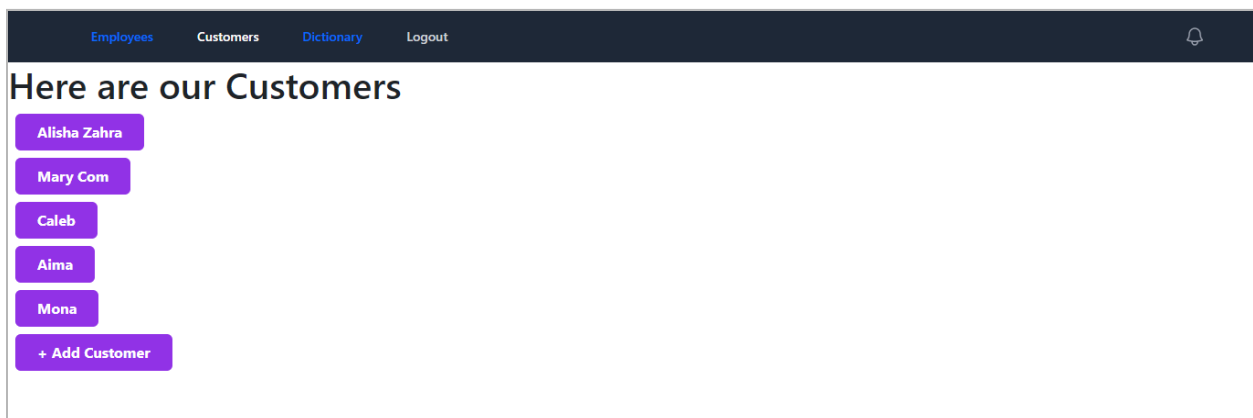 Employees Customers Dictionary Logout
Here are our Customers
Alisha Zahra
Mary Com
Caleb
Aima
Mona
+ Add Customer